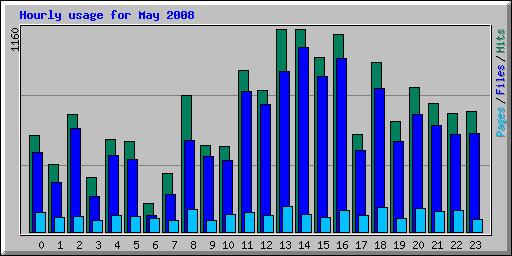 Hourly usage for May 2008
1160
Pages/Files/Hits
0 1 2 3 4 5 6 7 8 9 10 11 12 13 14 15 16 17 18 19 20 21 22 23